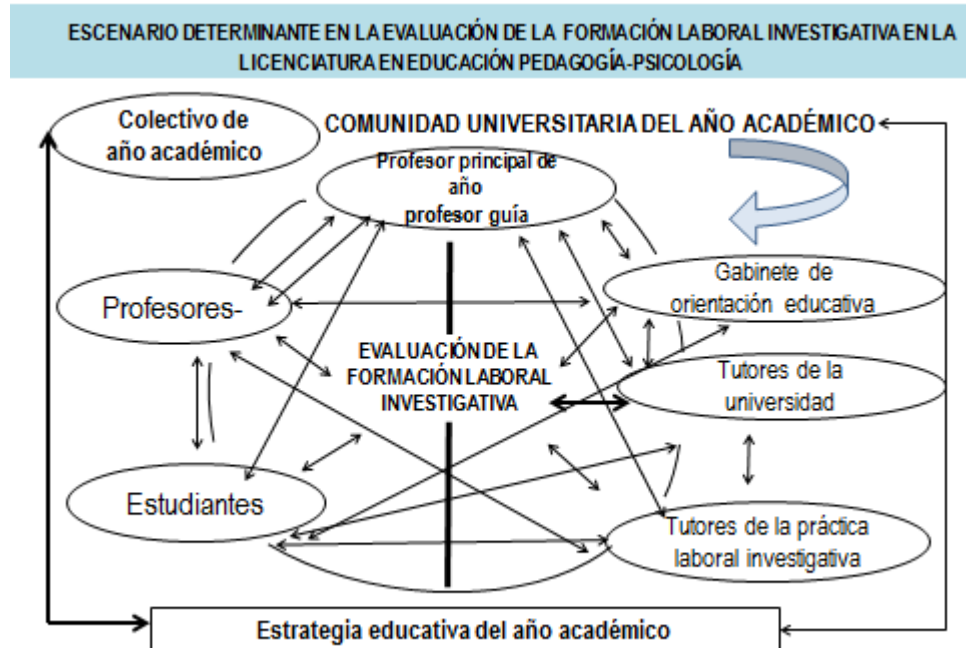 ESCENARIO DETERMINANTE EN LA EVALUACIÓN DE LA FORMACIÓN LABORAL INVESTIGATIVA EN LA
LICENCIATURA EN EDUCACIÓN PEDAGOGÍA-PSICOLOGÍA
Colectivo de
año académico
COMUNIDAD UNIVERSITARIA DEL AÑO ACADÉMICO
Profesor principal de
año
profesor guía
Gabinete de
orientación educativa
Profesores-
EVALUACIÓN DE LA
FORMACIÓN LABORAL
INVESTIGATIVA
Tutores de la
universidad
Estudiantes
Tutores de la práctica
laboral investigativa
Estrategia educativa del año académico